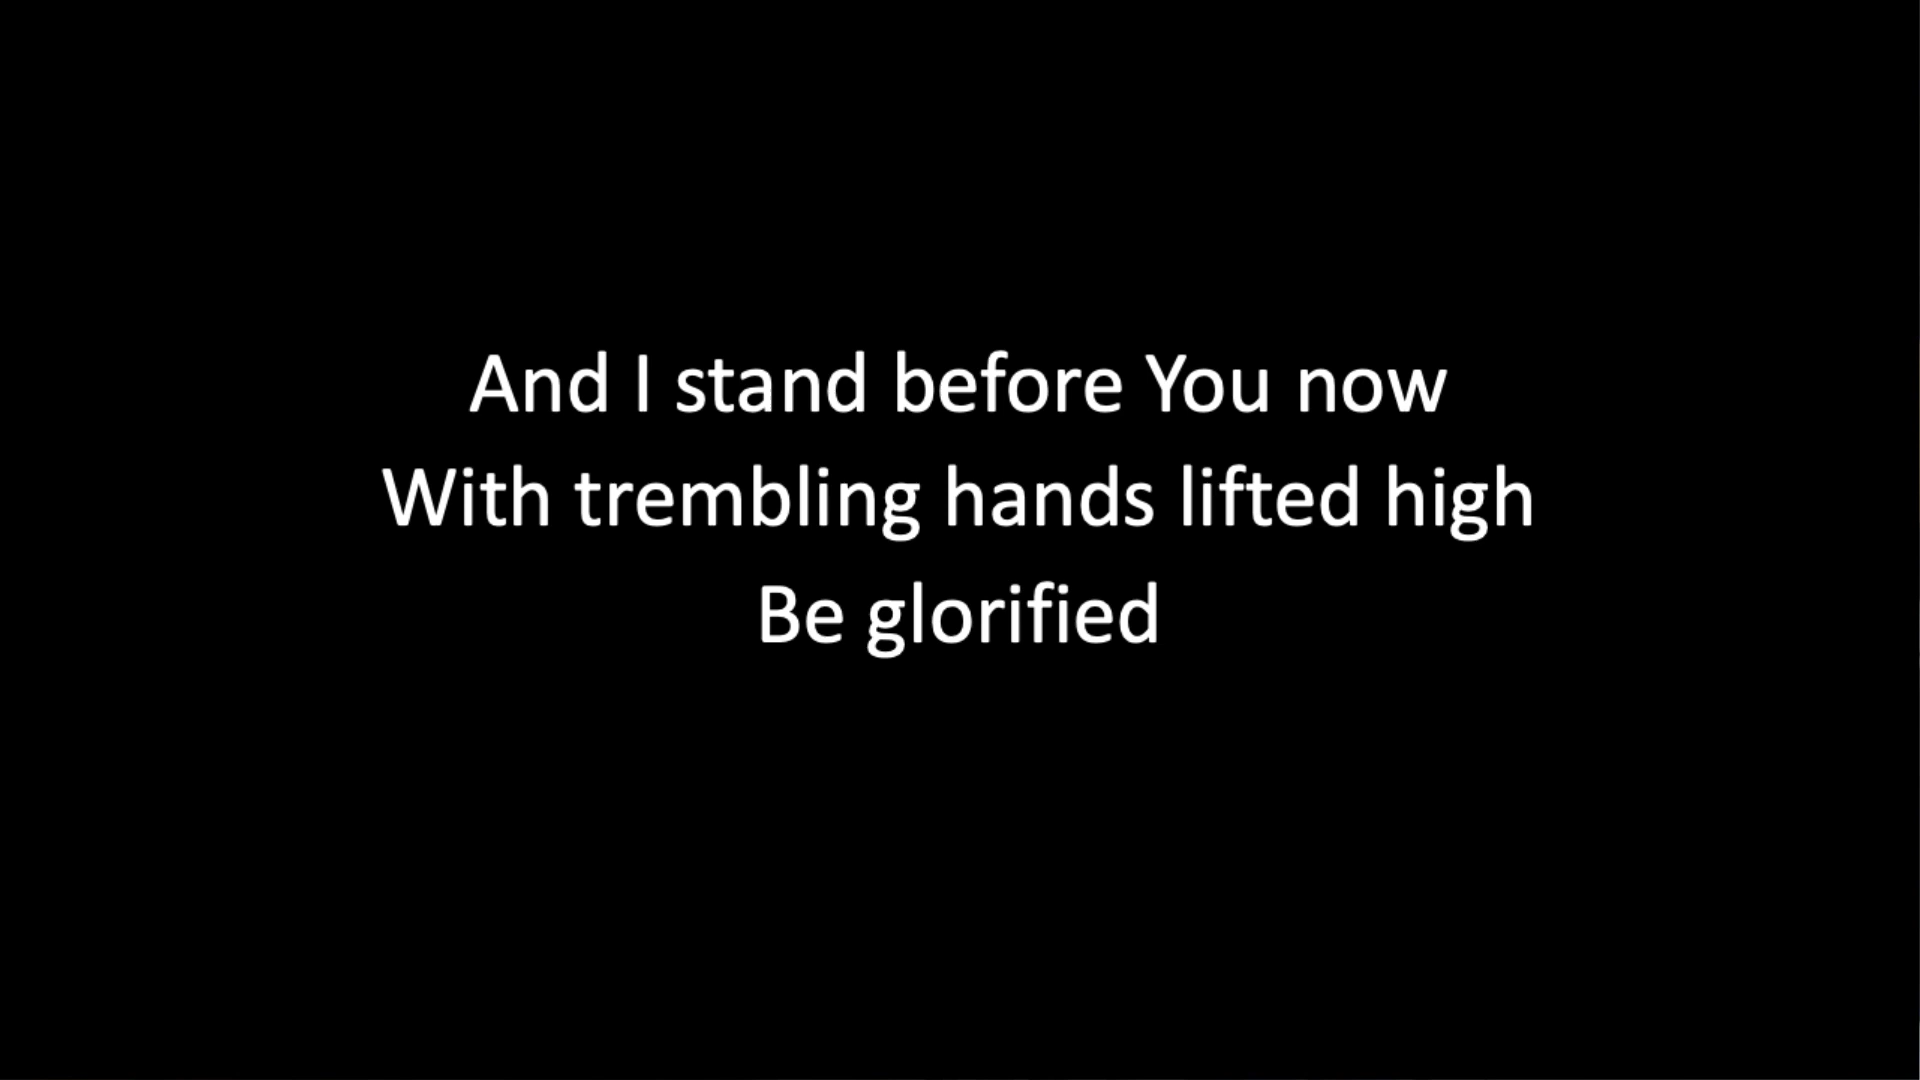 And I stand before You now
With trembling hands lifted high
Be glorified